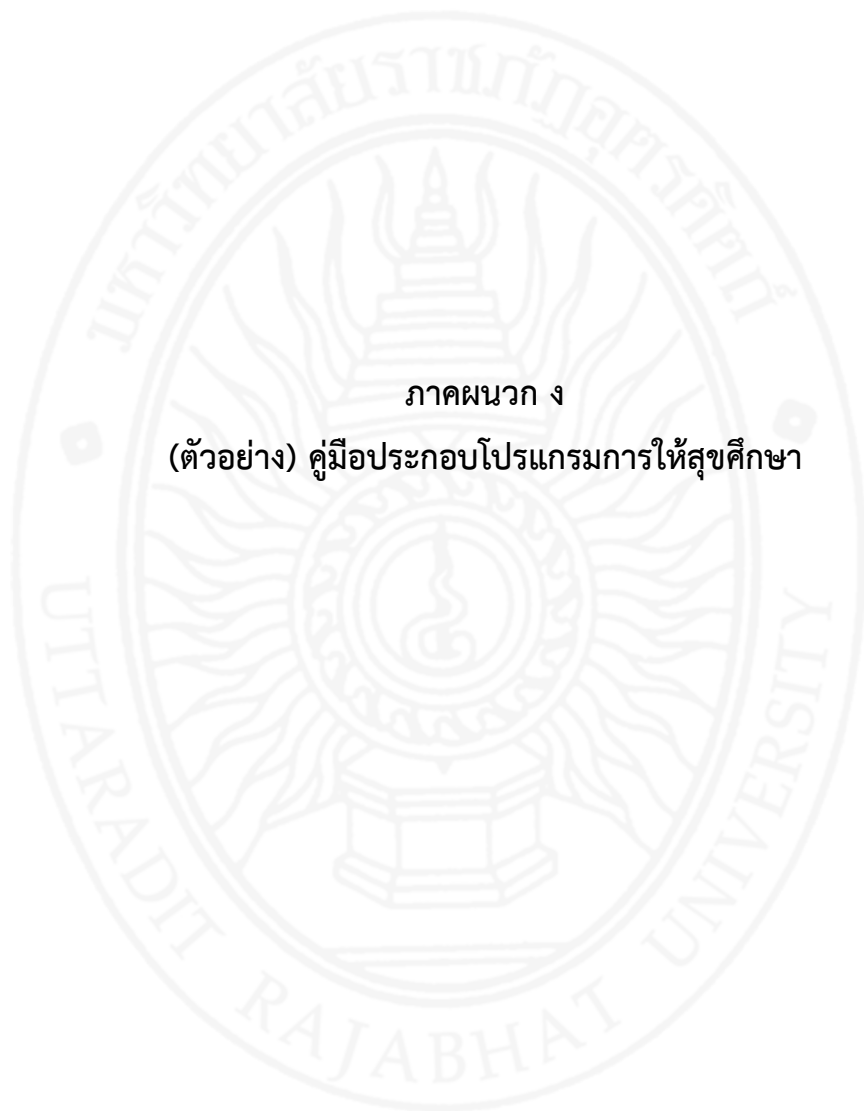 มหาวิทยาลัยราชภัฏอุตรดิตถ์
ภาคผนวก ง
(ตัวอย่าง) คู่มือประกอบโปรแกรมการให้สุขศึกษา
UTTARADIT RAJABHAT UNIVERSITY